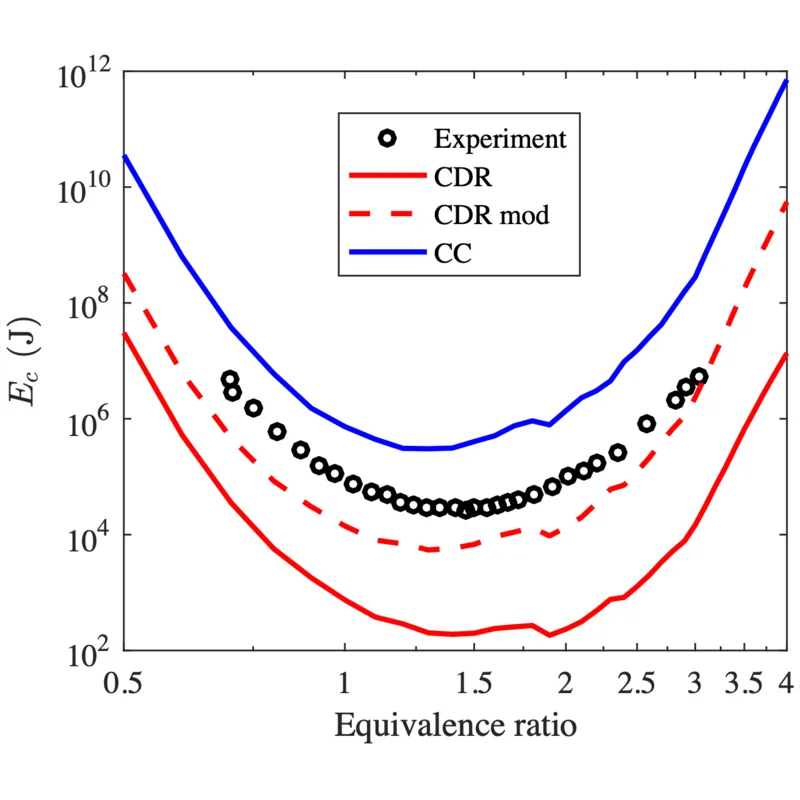 10^12
10^10
10^8
10^6
10^4
10^2
E_c (J)
Experiment
CDR
CDR mod
CC
0.5 1 1.5 2 2.5 3 3.5 4
Equivalence ratio